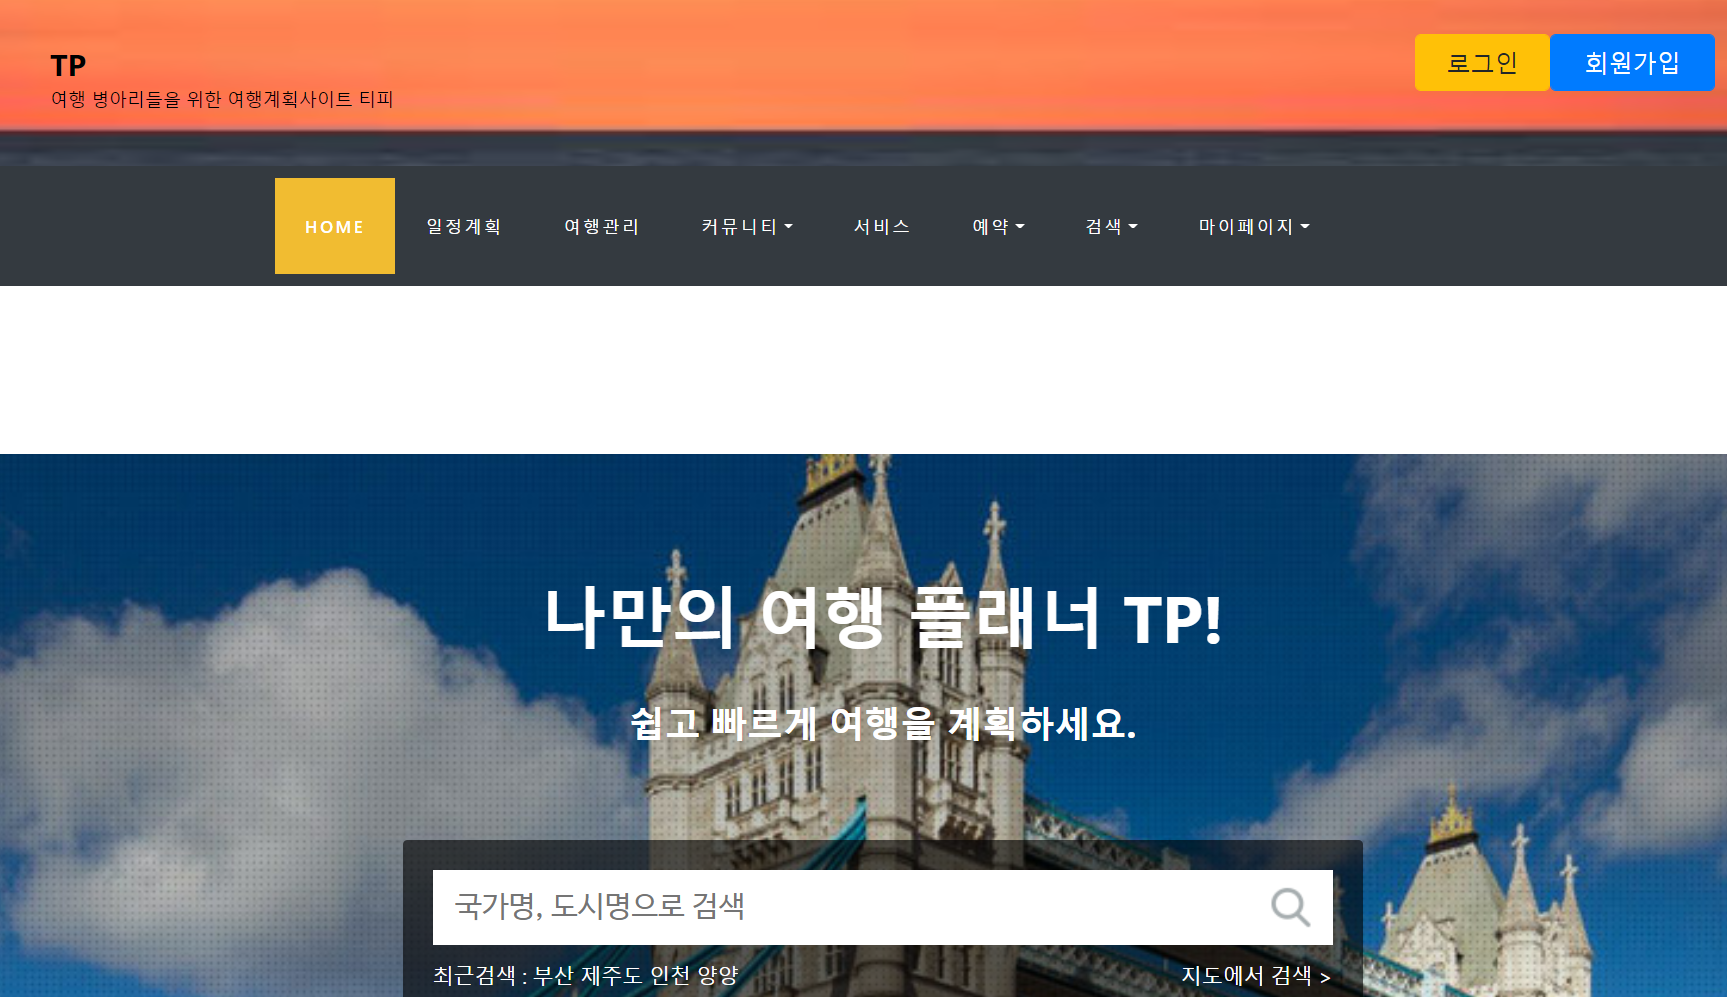 TP
여행 병아리들을 위한 여행계획사이트 티피
로그인 회원가입
HOME 일정계획 여행관리 커뮤니티 서비스 예약 검색 마이페이지
나만의 여행 플래너 TP!
쉽고 빠르게 여행을 계획하세요.
국가명, 도시명으로 검색
최근검색 : 부산 제주도 인천 양양 지도에서 검색 >